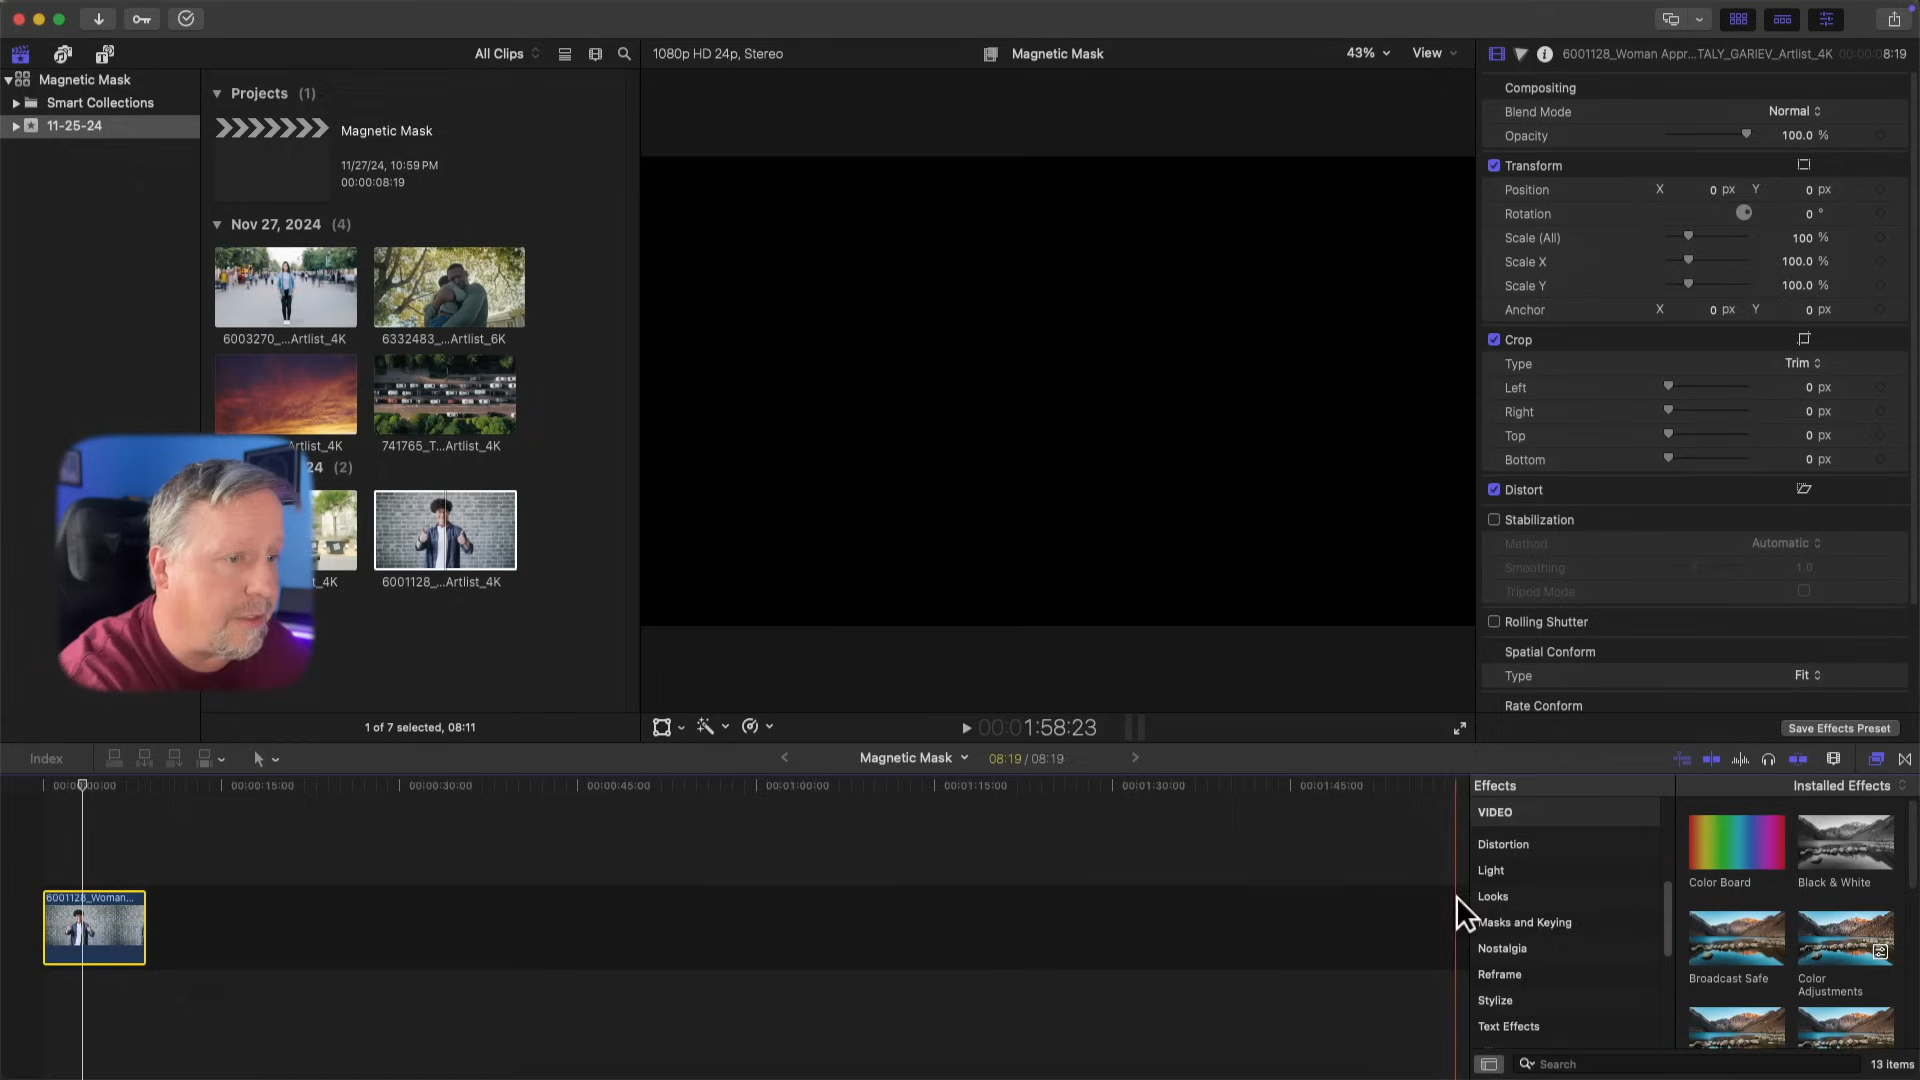 All Clips
1080p HD 24p, Stereo
Magnetic Mask
43%
View
6001128_Woman Appr...TALY_GARIEV_Artlist_4K
00:00:08:19
Magnetic Mask
Smart Collections
11-25-24
Projects (1)
Magnetic Mask
11/27/24, 10:59 PM
00:00:08:19
Nov 27, 2024 (4)
6003270_...Artlist_4K
6332483_...Artlist_6K
Artlist_4K
741765_T...Artlist_4K
24 (2)
t_4K
6001128_...Artlist_4K
1 of 7 selected, 08:11
00:01:58:23
Compositing
Blend Mode
Normal
Opacity
100.0 %
Transform
Position
X
0 px
Y
0 px
Rotation
0 °
Scale (All)
100 %
Scale X
100.0 %
Scale Y
100.0 %
Anchor
X
0 px
Y
0 px
Crop
Type
Trim
Left
0 px
Right
0 px
Top
0 px
Bottom
0 px
Distort
Stabilization
Method
Automatic
Smoothing
1.0
Tripod Mode
Rolling Shutter
Spatial Conform
Type
Fit
Rate Conform
Save Effects Preset
Index
Magnetic Mask
08:19 / 08:19
00:00:15:00
00:00:30:00
00:00:45:00
00:01:00:00
00:01:15:00
00:01:30:00
00:01:45:00
6001128_Woman...
Effects
Installed Effects
VIDEO
Distortion
Light
Looks
Masks and Keying
Nostalgia
Reframe
Stylize
Text Effects
Color Board
Black & White
Broadcast Safe
Color
Adjustments
Search
13 items